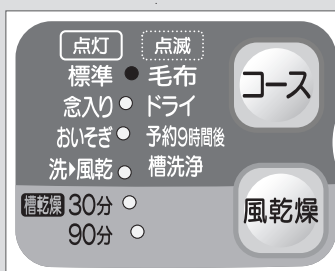 点灯 点滅
標準 毛布
念入り ドライ
おいそぎ 予約9時間後
洗▸風乾 槽洗浄
コース
槽乾燥 30分
90分
風乾燥